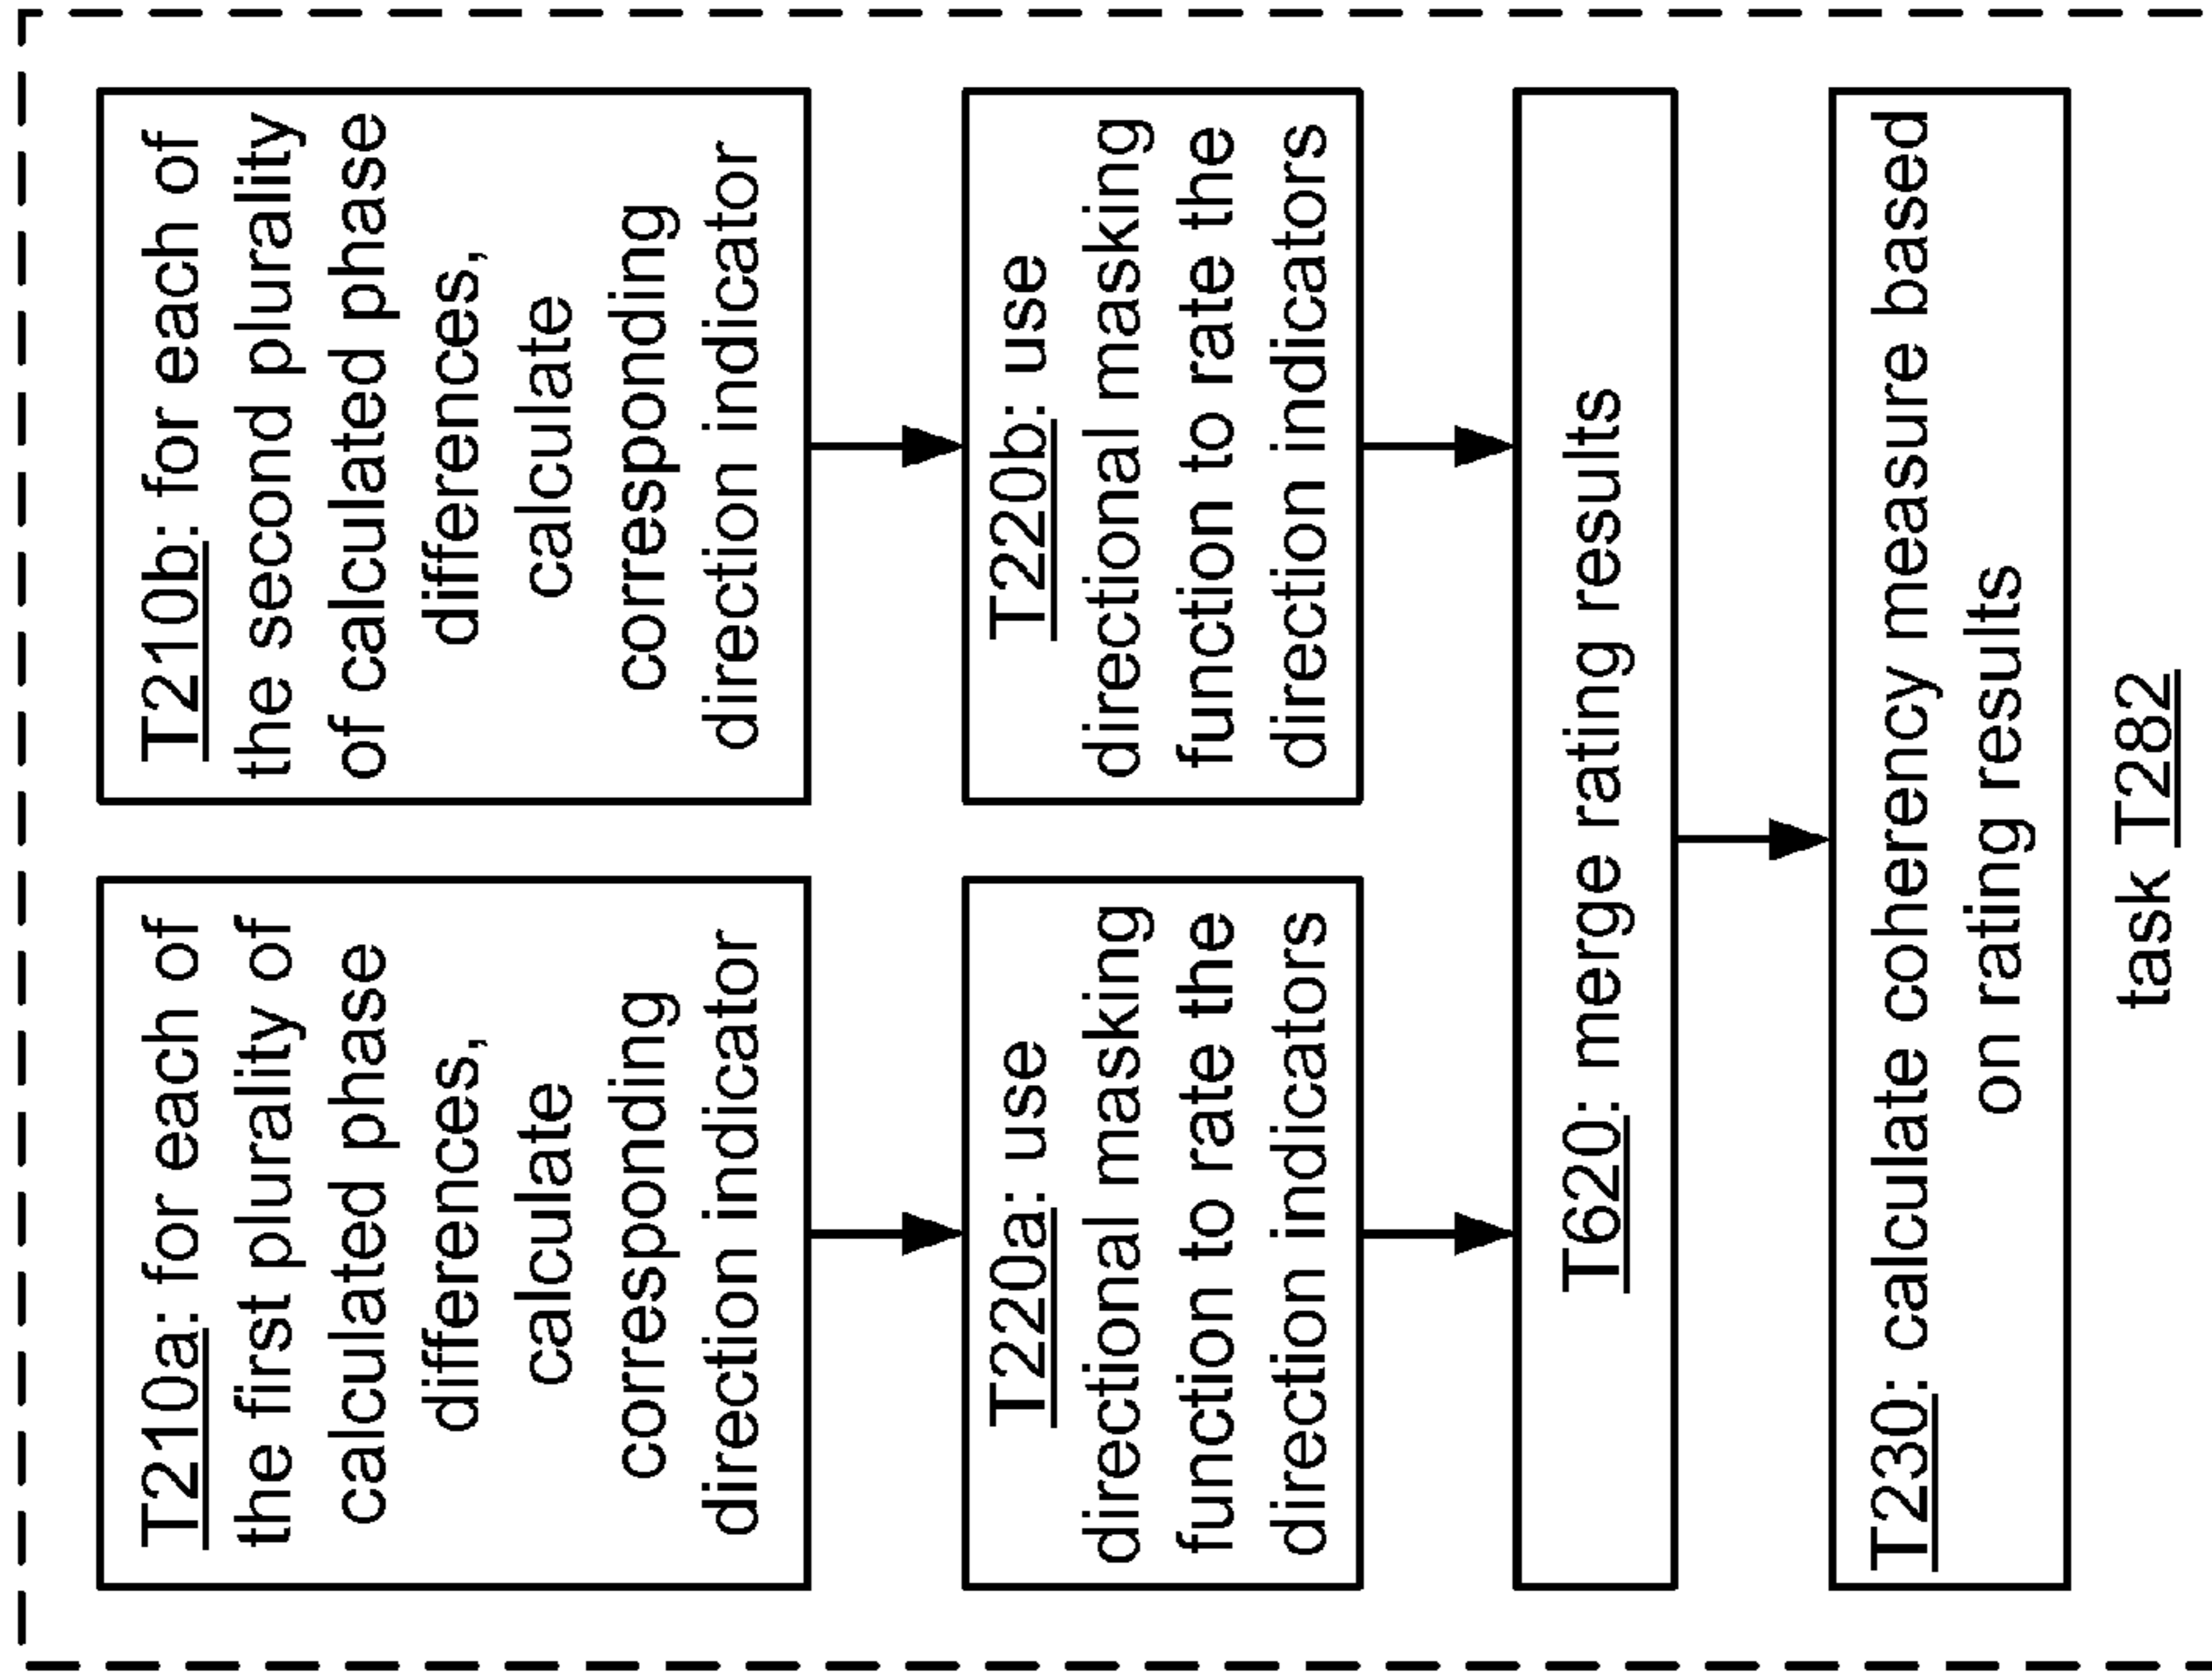 T210a: for each of
the first plurality of
calculated phase
differences,
calculate
corresponding
direction indicator
T210b: for each of
the second plurality
of calculated phase
differences,
calculate
corresponding
direction indicator
T220a: use
directional masking
function to rate the
direction indicators
T220b: use
directional masking
function to rate the
direction indicators
T620: merge rating results
T230: calculate coherency measure based
on rating results
task T282